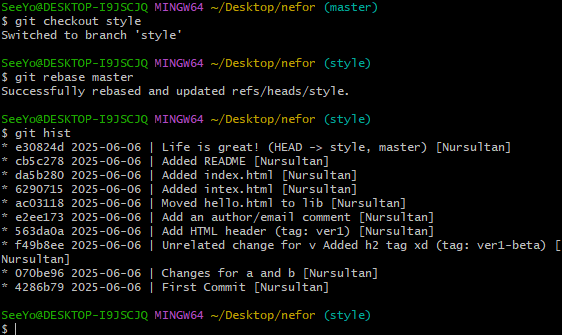 SeeYo@DESKTOP-I9JSCJQ MINGW64 ~/Desktop/nefor (master)
$ git checkout style
Switched to branch 'style'
SeeYo@DESKTOP-I9JSCJQ MINGW64 ~/Desktop/nefor (style)
$ git rebase master
Successfully rebased and updated refs/heads/style.
SeeYo@DESKTOP-I9JSCJQ MINGW64 ~/Desktop/nefor (style)
$ git hist
* e30824d 2025-06-06 | Life is great! (HEAD -> style, master) [Nursultan]
* cb5c278 2025-06-06 | Added README [Nursultan]
* da5b280 2025-06-06 | Added index.html [Nursultan]
* 6290715 2025-06-06 | Added intex.html [Nursultan]
* ac03118 2025-06-06 | Moved hello.html to lib [Nursultan]
* e2ee173 2025-06-06 | Add an author/email comment [Nursultan]
* 563da0a 2025-06-06 | Add HTML header (tag: ver1) [Nursultan]
* f49b8ee 2025-06-06 | Unrelated change for v Added h2 tag xd (tag: ver1-beta) [
Nursultan]
* 070be96 2025-06-06 | Changes for a and b [Nursultan]
* 4286b79 2025-06-06 | First Commit [Nursultan]
SeeYo@DESKTOP-I9JSCJQ MINGW64 ~/Desktop/nefor (style)
$